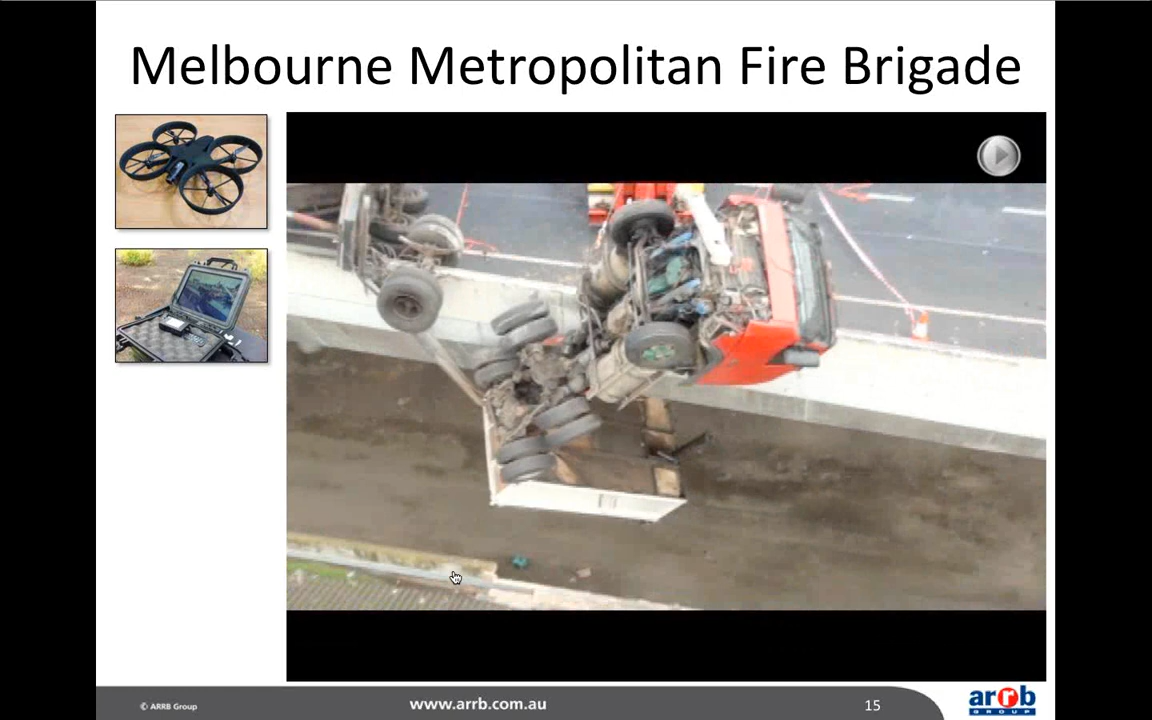 Melbourne Metropolitan Fire Brigade
© ARRB Group
www.arrb.com.au
15
arrb
GROUP